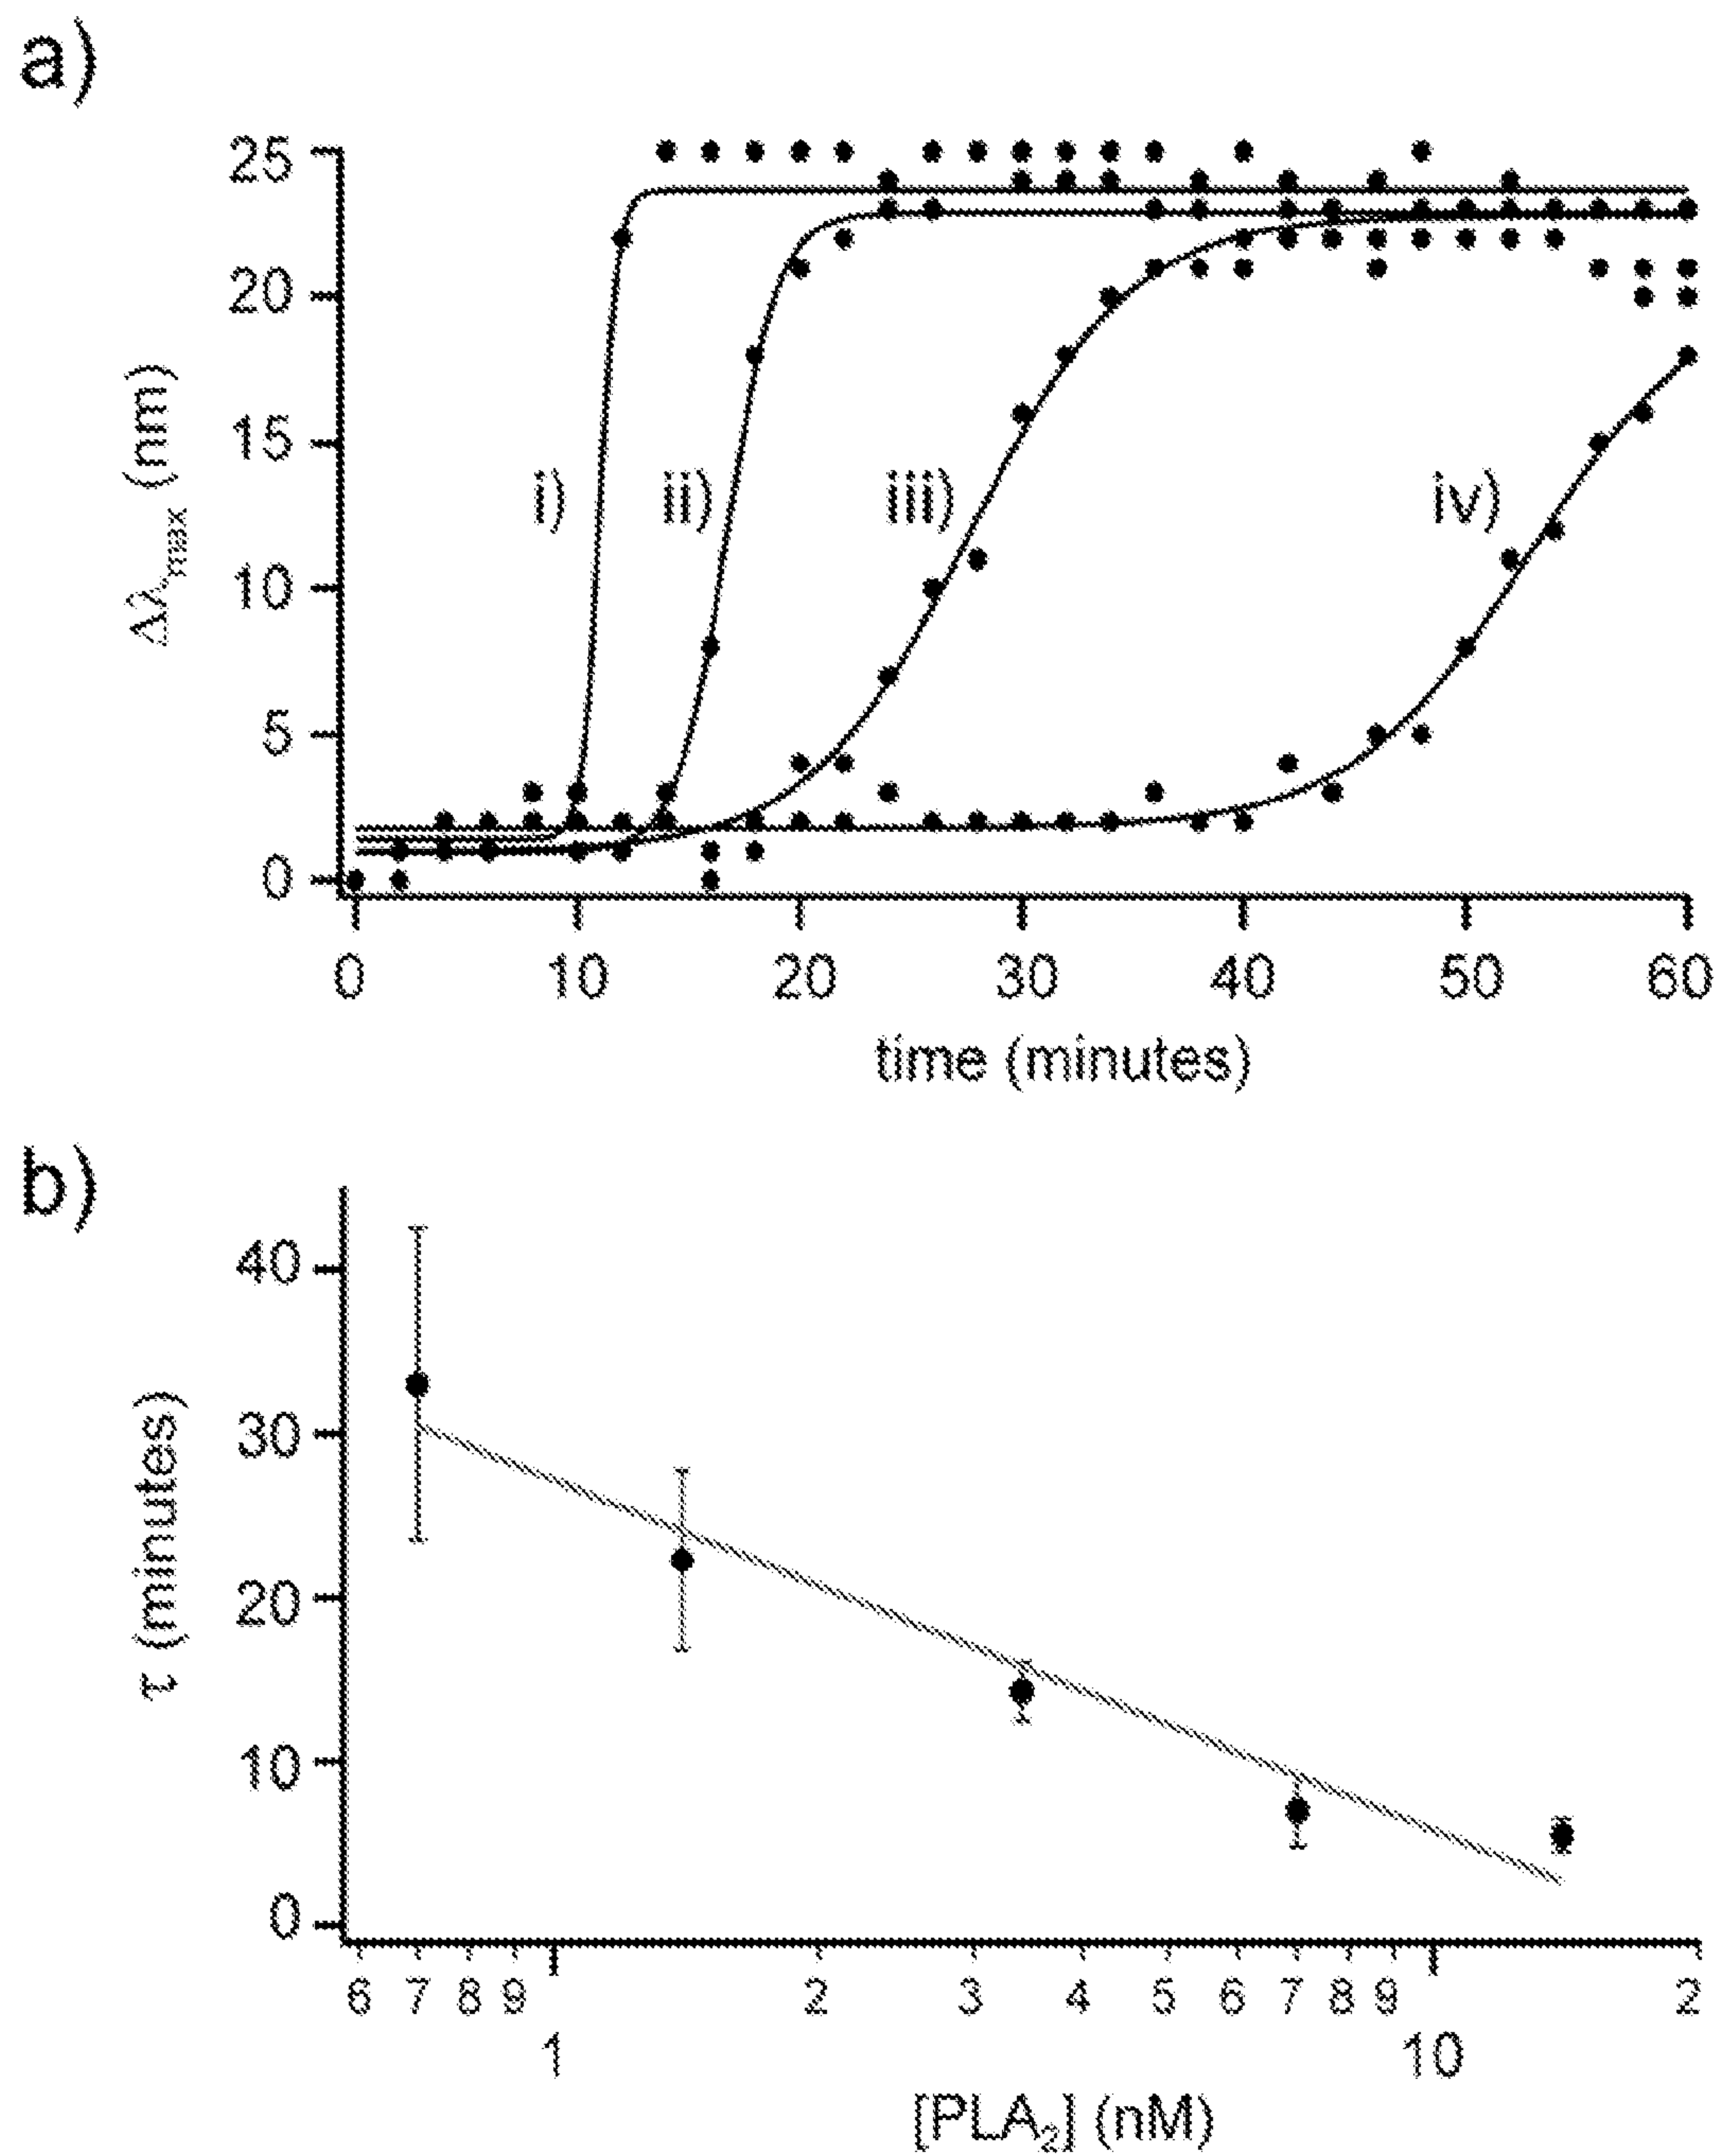 a)
25
20
15
10
5
0
Δλmax (nm)
i) ii) iii) iv)
0 10 20 30 40 50 60
time (minutes)
b)
40
30
20
10
0
τ (minutes)
6 7 8 9 2 3 4 5 6 7 8 9 2
1 10
[PLA2] (nM)